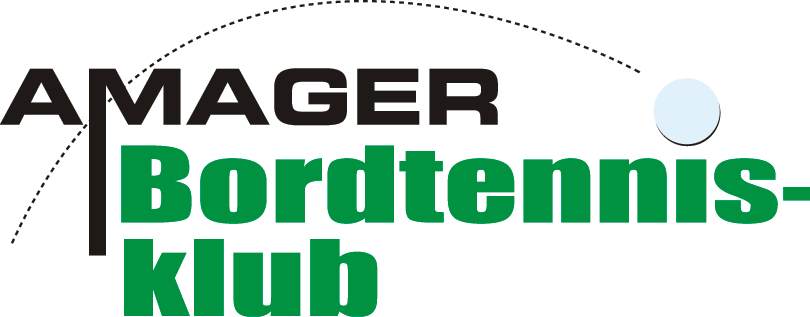 AMAGER
Bordtennis-
klub